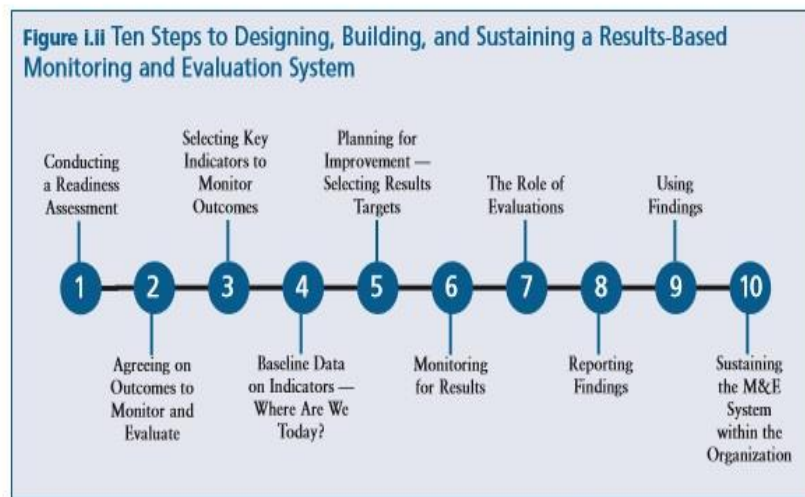 Figure i.ii Ten Steps to Designing, Building, and Sustaining a Results-Based
Monitoring and Evaluation System
Conducting
a Readiness
Assessment
Selecting Key
Indicators to
Monitor
Outcomes
Planning for
Improvement —
Selecting Results
Targets
The Role of
Evaluations
Using
Findings
1 2 3 4 5 6 7 8 9 10
Agreeing on
Outcomes to
Monitor and
Evaluate
Baseline Data
on Indicators —
Where Are We
Today?
Monitoring
for Results
Reporting
Findings
Sustaining
the M&E
System
within the
Organization